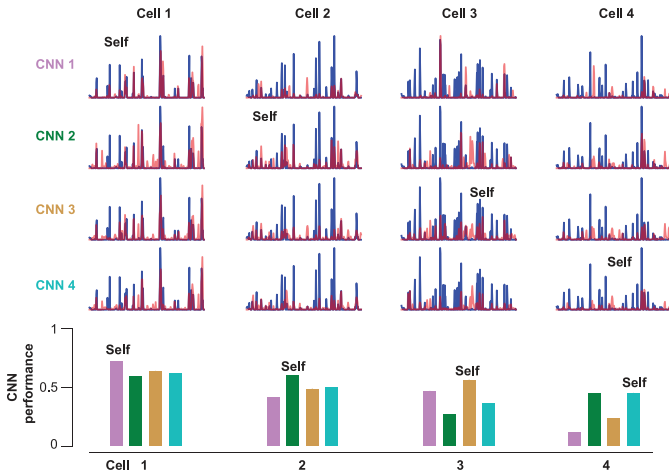 Cell 1 Cell 2 Cell 3 Cell 4
CNN 1 Self
CNN 2 Self
CNN 3 Self
CNN 4 Self
1
Self Self Self Self
CNN performance
0.5
0
Cell 1 2 3 4